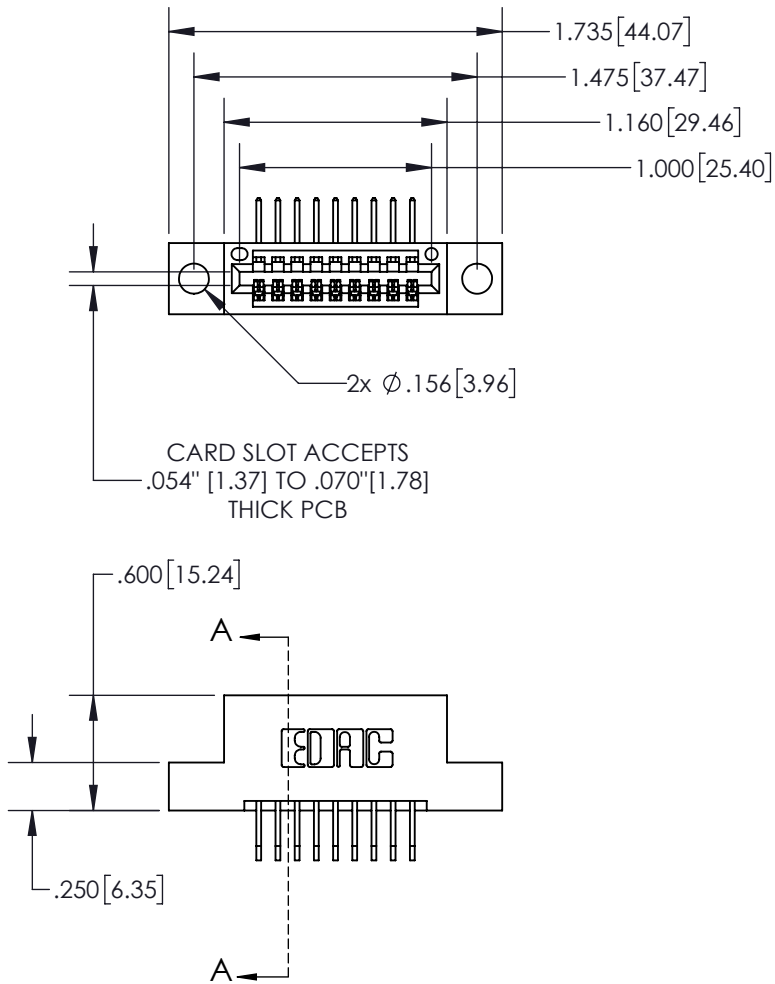 1.735[44.07]
1.475[37.47]
1.160[29.46]
1.000[25.40]
2x Ø.156[3.96]
CARD SLOT ACCEPTS
.054" [1.37] TO .070"[1.78]
THICK PCB
.600[15.24]
A
EDAC
.250[6.35]
A